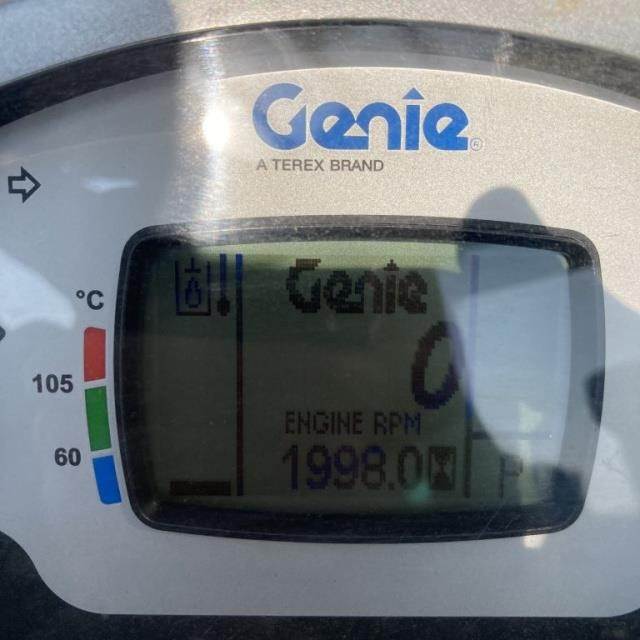 Genie®
A TEREX BRAND
°C
105
60
Genie
0
ENGINE RPM
1998.0
P